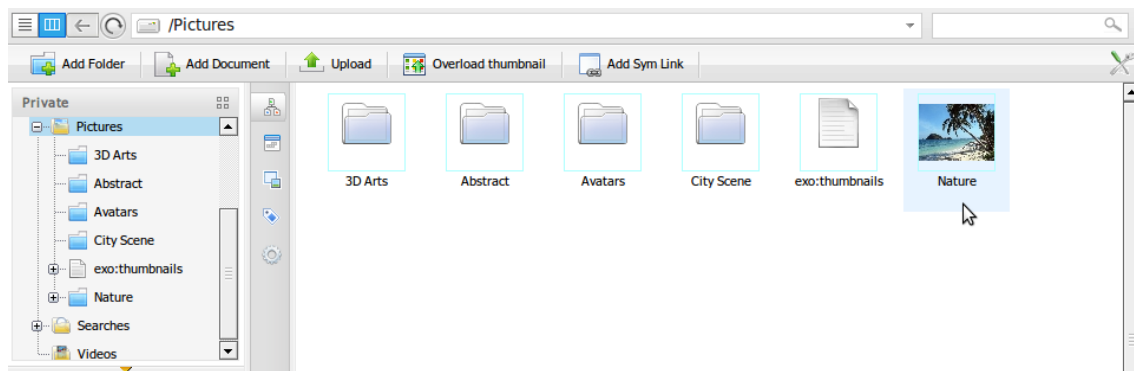 /Pictures
Add Folder Add Document Upload Overload thumbnail Add Sym Link
Private
Pictures
3D Arts
Abstract
Avatars
City Scene
exo:thumbnails
Nature
Searches
Videos
3D Arts Abstract Avatars City Scene exo:thumbnails Nature